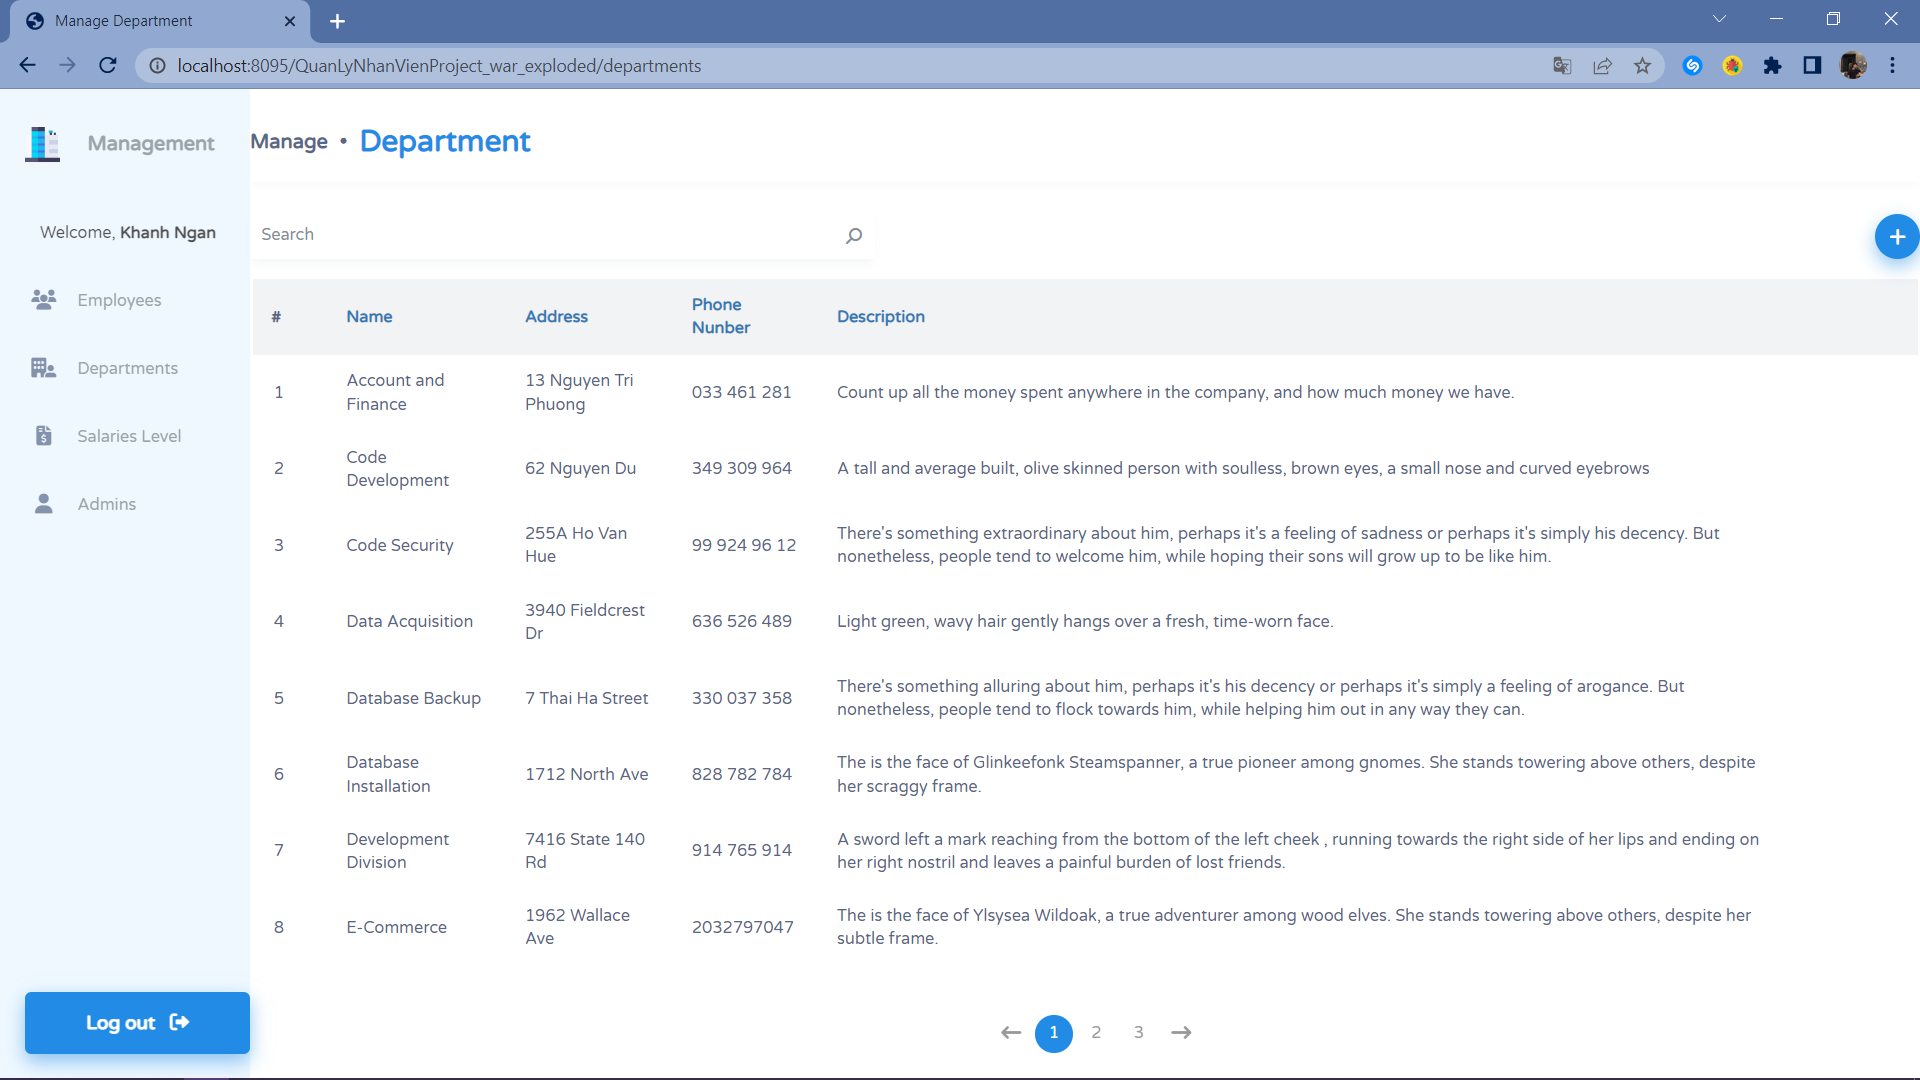 Manage Department
localhost:8095/QuanLyNhanVienProject_war_exploded/departments
Management
Manage • Department
Welcome, Khanh Ngan
Employees
Departments
Salaries Level
Admins
Log out
Search
+
# Name Address Phone Nunber Description
1 Account and Finance 13 Nguyen Tri Phuong 033 461 281 Count up all the money spent anywhere in the company, and how much money we have.
2 Code Development 62 Nguyen Du 349 309 964 A tall and average built, olive skinned person with soulless, brown eyes, a small nose and curved eyebrows
3 Code Security 255A Ho Van Hue 99 924 96 12 There's something extraordinary about him, perhaps it's a feeling of sadness or perhaps it's simply his decency. But nonetheless, people tend to welcome him, while hoping their sons will grow up to be like him.
4 Data Acquisition 3940 Fieldcrest Dr 636 526 489 Light green, wavy hair gently hangs over a fresh, time-worn face.
5 Database Backup 7 Thai Ha Street 330 037 358 There's something alluring about him, perhaps it's his decency or perhaps it's simply a feeling of arogance. But nonetheless, people tend to flock towards him, while helping him out in any way they can.
6 Database Installation 1712 North Ave 828 782 784 The is the face of Glinkeefonk Steamspanner, a true pioneer among gnomes. She stands towering above others, despite her scraggy frame.
7 Development Division 7416 State 140 Rd 914 765 914 A sword left a mark reaching from the bottom of the left cheek , running towards the right side of her lips and ending on her right nostril and leaves a painful burden of lost friends.
8 E-Commerce 1962 Wallace Ave 2032797047 The is the face of Ylsysea Wildoak, a true adventurer among wood elves. She stands towering above others, despite her subtle frame.
← 1 2 3 →